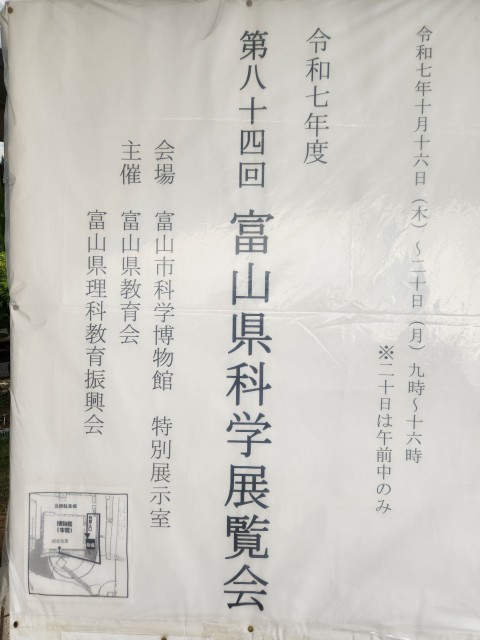 令和七年十月十六日（木）～二十日（月）九時～十六時
※二十日は午前中のみ
令和七年度
第八十四回 富山県科学展覧会
会場 富山市科学博物館 特別展示室
主催 富山県教育会
富山県理科教育振興会